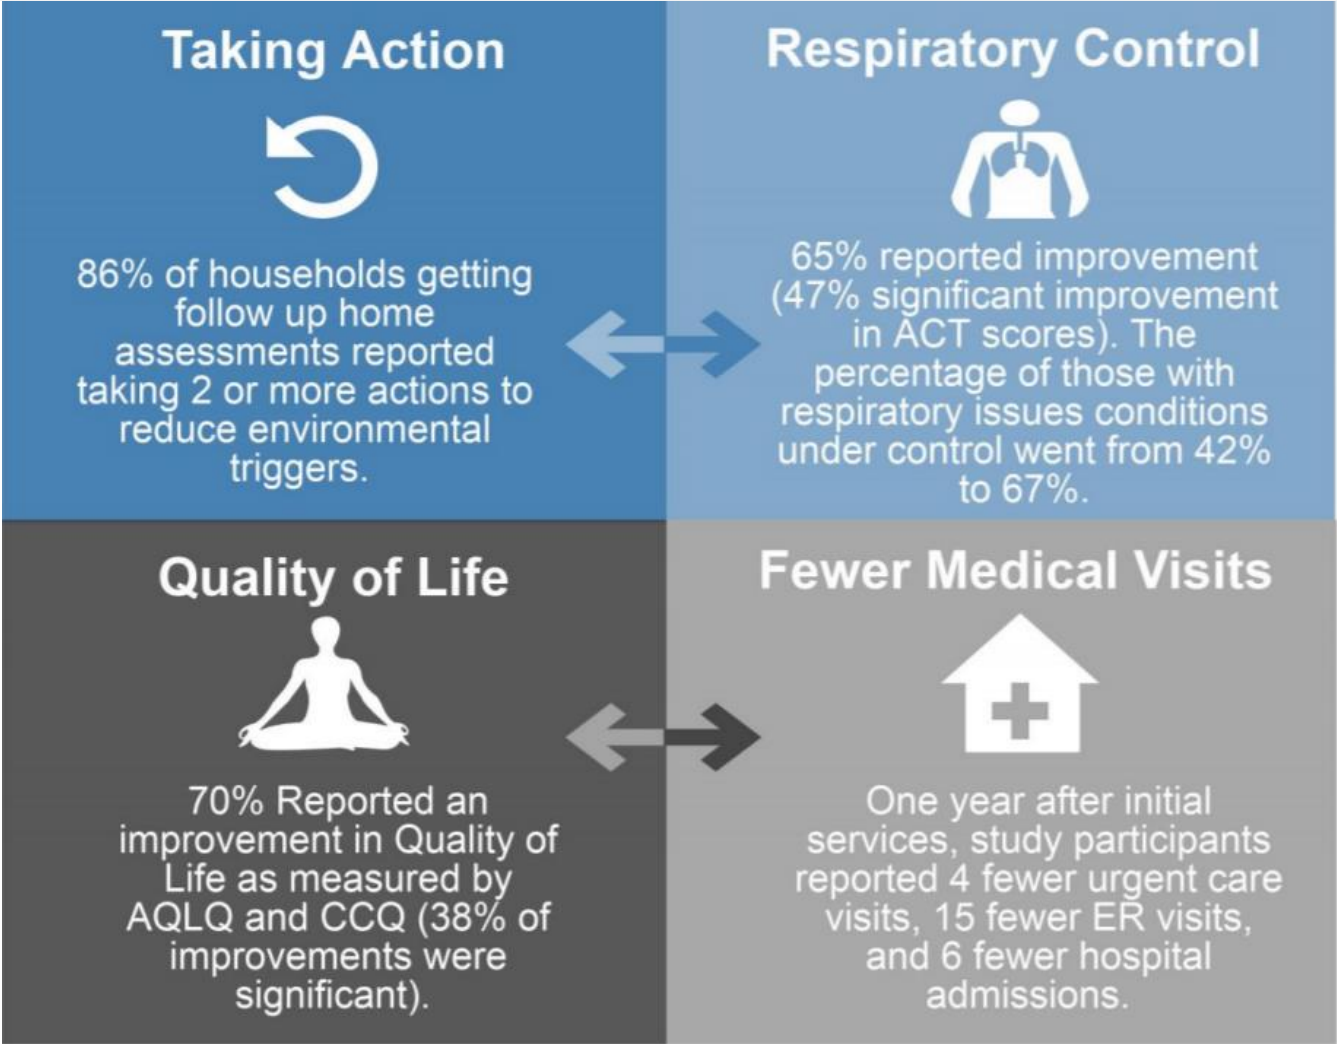 Taking Action
86% of households getting
follow up home
assessments reported
taking 2 or more actions to
reduce environmental
triggers.
Respiratory Control
65% reported improvement
(47% significant improvement
in ACT scores). The
percentage of those with
respiratory issues conditions
under control went from 42%
to 67%.
Quality of Life
70% Reported an
improvement in Quality of
Life as measured by
AQLQ and CCQ (38% of
improvements were
significant).
Fewer Medical Visits
One year after initial
services, study participants
reported 4 fewer urgent care
visits, 15 fewer ER visits,
and 6 fewer hospital
admissions.